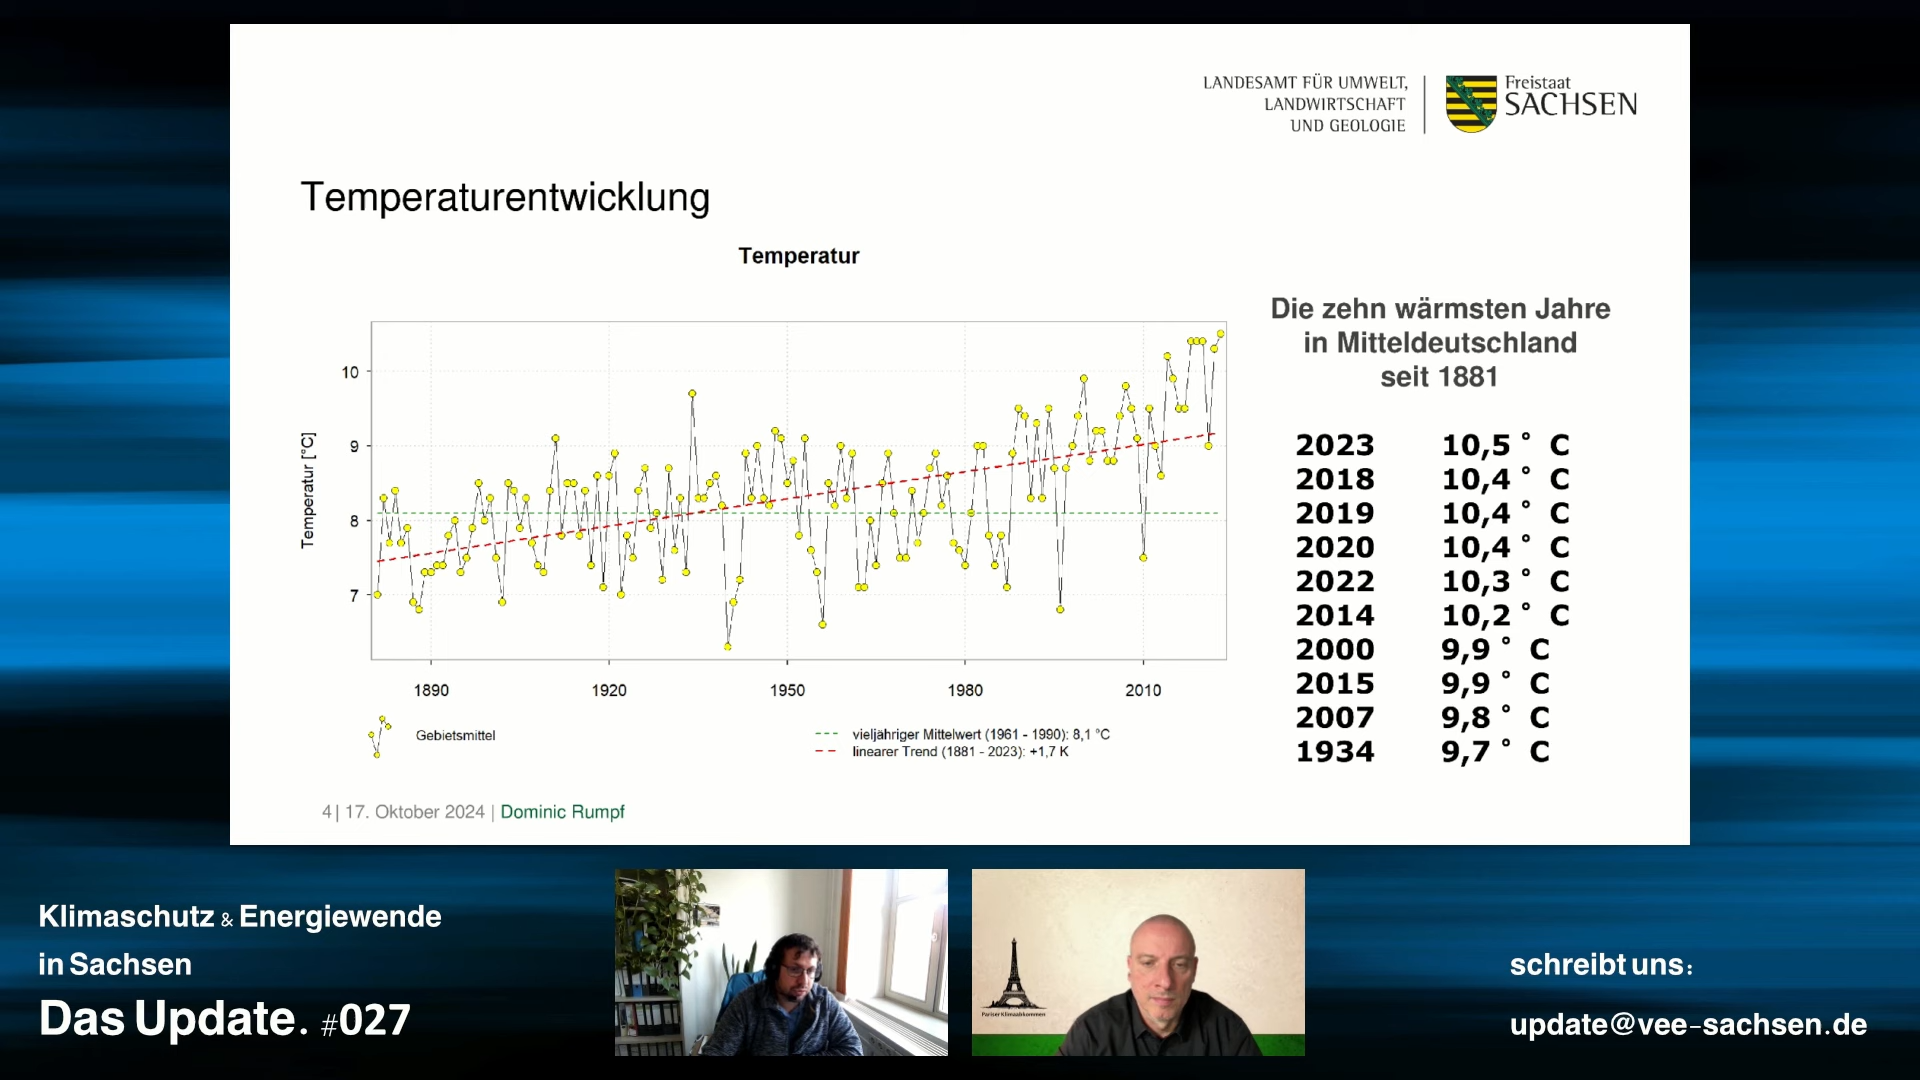 LANDESAMT FÜR UMWELT,
LANDWIRTSCHAFT
UND GEOLOGIE
Freistaat
SACHSEN
Temperaturentwicklung
Temperatur
Temperatur [°C]
10
9
8
7
1890
1920
1950
1980
2010
Gebietsmittel
vieljähriger Mittelwert (1961 - 1990): 8,1 °C
linearer Trend (1881 - 2023): +1,7 K
Die zehn wärmsten Jahre
in Mitteldeutschland
seit 1881
2023 10,5 ° C
2018 10,4 ° C
2019 10,4 ° C
2020 10,4 ° C
2022 10,3 ° C
2014 10,2 ° C
2000 9,9 ° C
2015 9,9 ° C
2007 9,8 ° C
1934 9,7 ° C
4| 17. Oktober 2024 | Dominic Rumpf
Klimaschutz & Energiewende
in Sachsen
Das Update. #027
Pariser Klimaabkommen
schreibt uns:
update@vee-sachsen.de